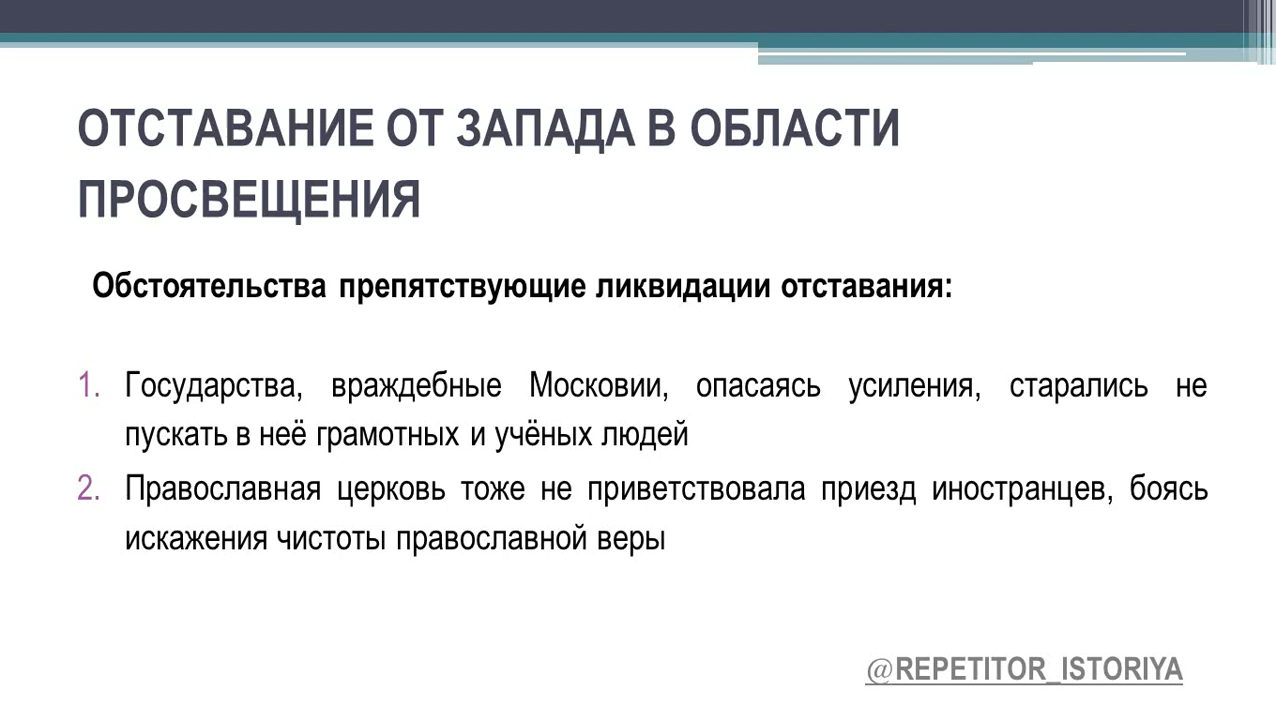 ОТСТАВАНИЕ ОТ ЗАПАДА В ОБЛАСТИ
ПРОСВЕЩЕНИЯ
Обстоятельства препятствующие ликвидации отставания:
1. Государства, враждебные Московии, опасаясь усиления, старались не
пускать в неё грамотных и учёных людей
2. Православная церковь тоже не приветствовала приезд иностранцев, боясь
искажения чистоты православной веры
@REPETITOR_ISTORIYA